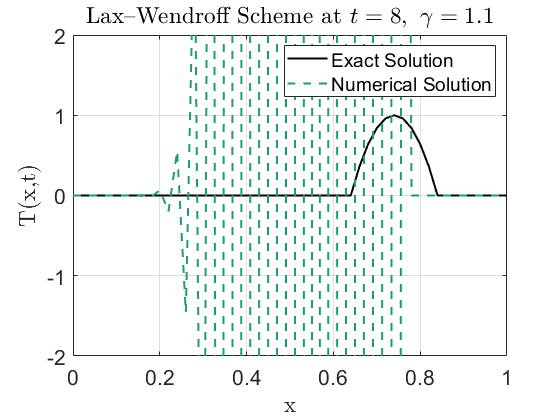 Lax–Wendroff Scheme at t = 8, γ = 1.1
2
1
0
-1
-2
T(x,t)
Exact Solution
Numerical Solution
0
0.2
0.4
0.6
0.8
1
x